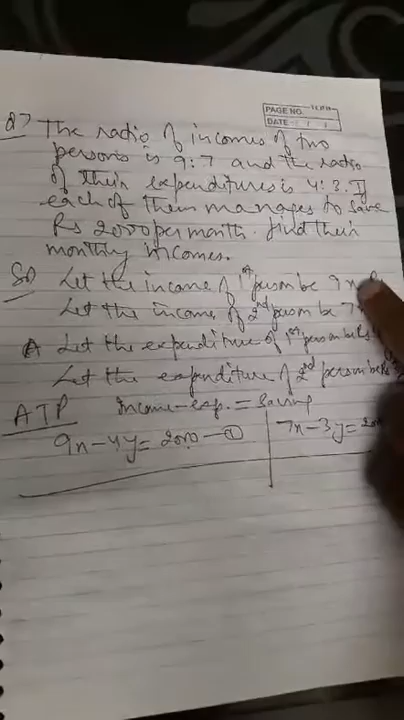 PAGE NO.
DATE
Q7 The ratio of incomes of two
persons is 9:7 and the ratio
of their expenditures is 4:3. If
each of them manages to save
Rs 2000 per month. find their
monthly incomes.
Sol Let the income of 1st person be 9x
Let the income of 2nd person be 7x
Let the expenditure of 1st person be Rs
Let the expenditure of 2nd person be Rs
ATP income-exp. = Saving
9x-4y= 2000 —① 7x-3y= 2000